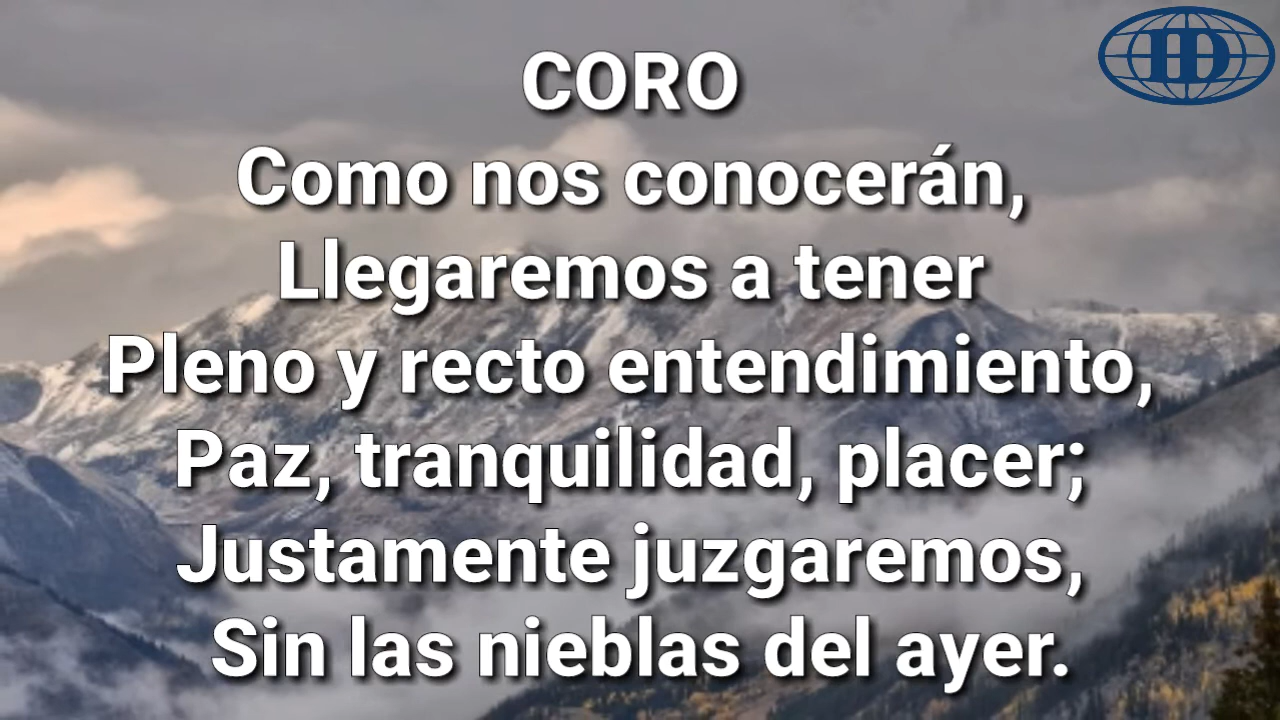 CORO
Como nos conocerán,
Llegaremos a tener
Pleno y recto entendimiento,
Paz, tranquilidad, placer;
Justamente juzgaremos,
Sin las nieblas del ayer.